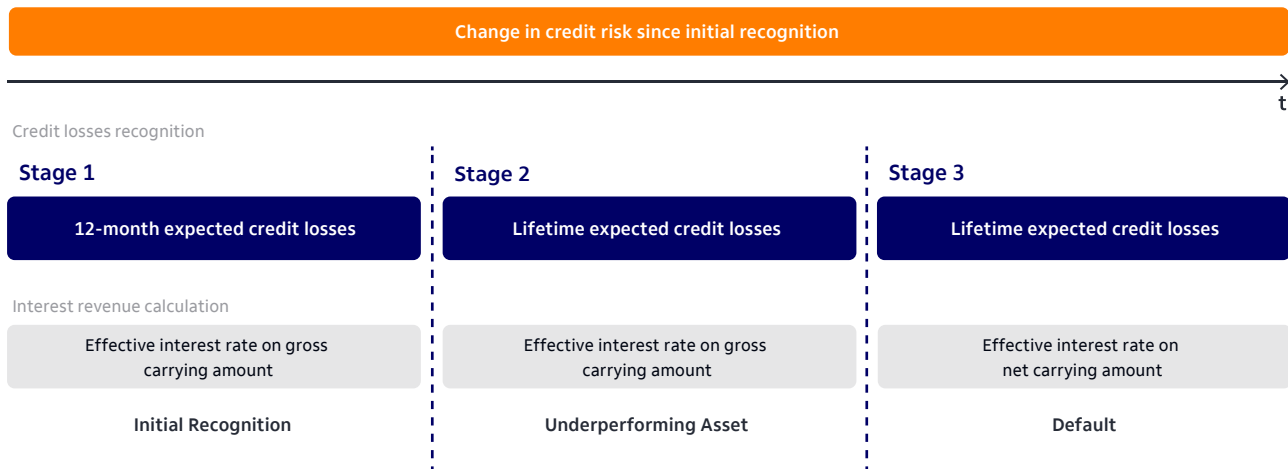 Change in credit risk since initial recognition
t
Credit losses recognition
Stage 1
Stage 2
Stage 3
12-month expected credit losses
Lifetime expected credit losses
Lifetime expected credit losses
Interest revenue calculation
Effective interest rate on gross
carrying amount
Effective interest rate on gross
carrying amount
Effective interest rate on
net carrying amount
Initial Recognition
Underperforming Asset
Default